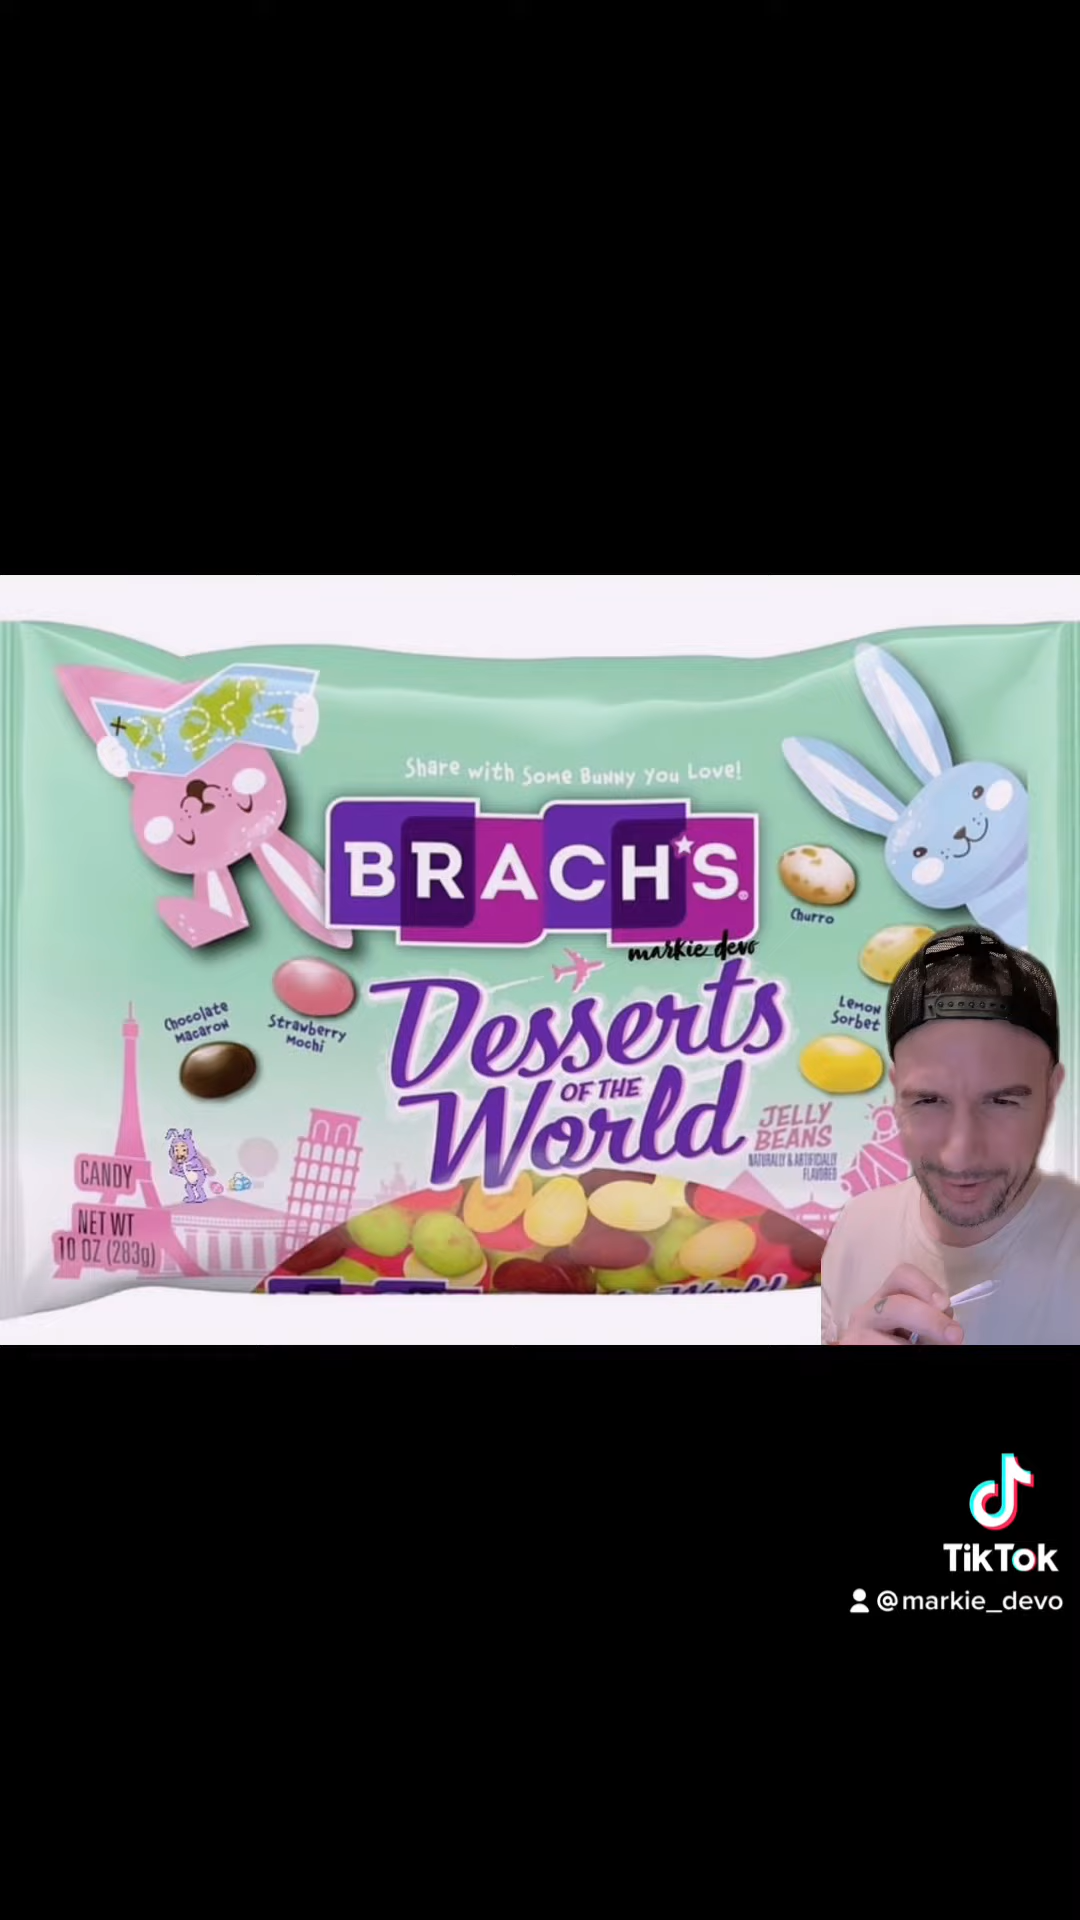 Share with Some Bunny You Love!
BRACH'S®
markie_devo
Churro
Desserts
OF THE
World
Chocolate
Macaron
Strawberry
Mochi
Lemon
Sorbet
JELLY
BEANS
NATURALLY & ARTIFICIALLY
FLAVORED
CANDY
NET WT
10 OZ (283g)
World
TikTok
@markie_devo